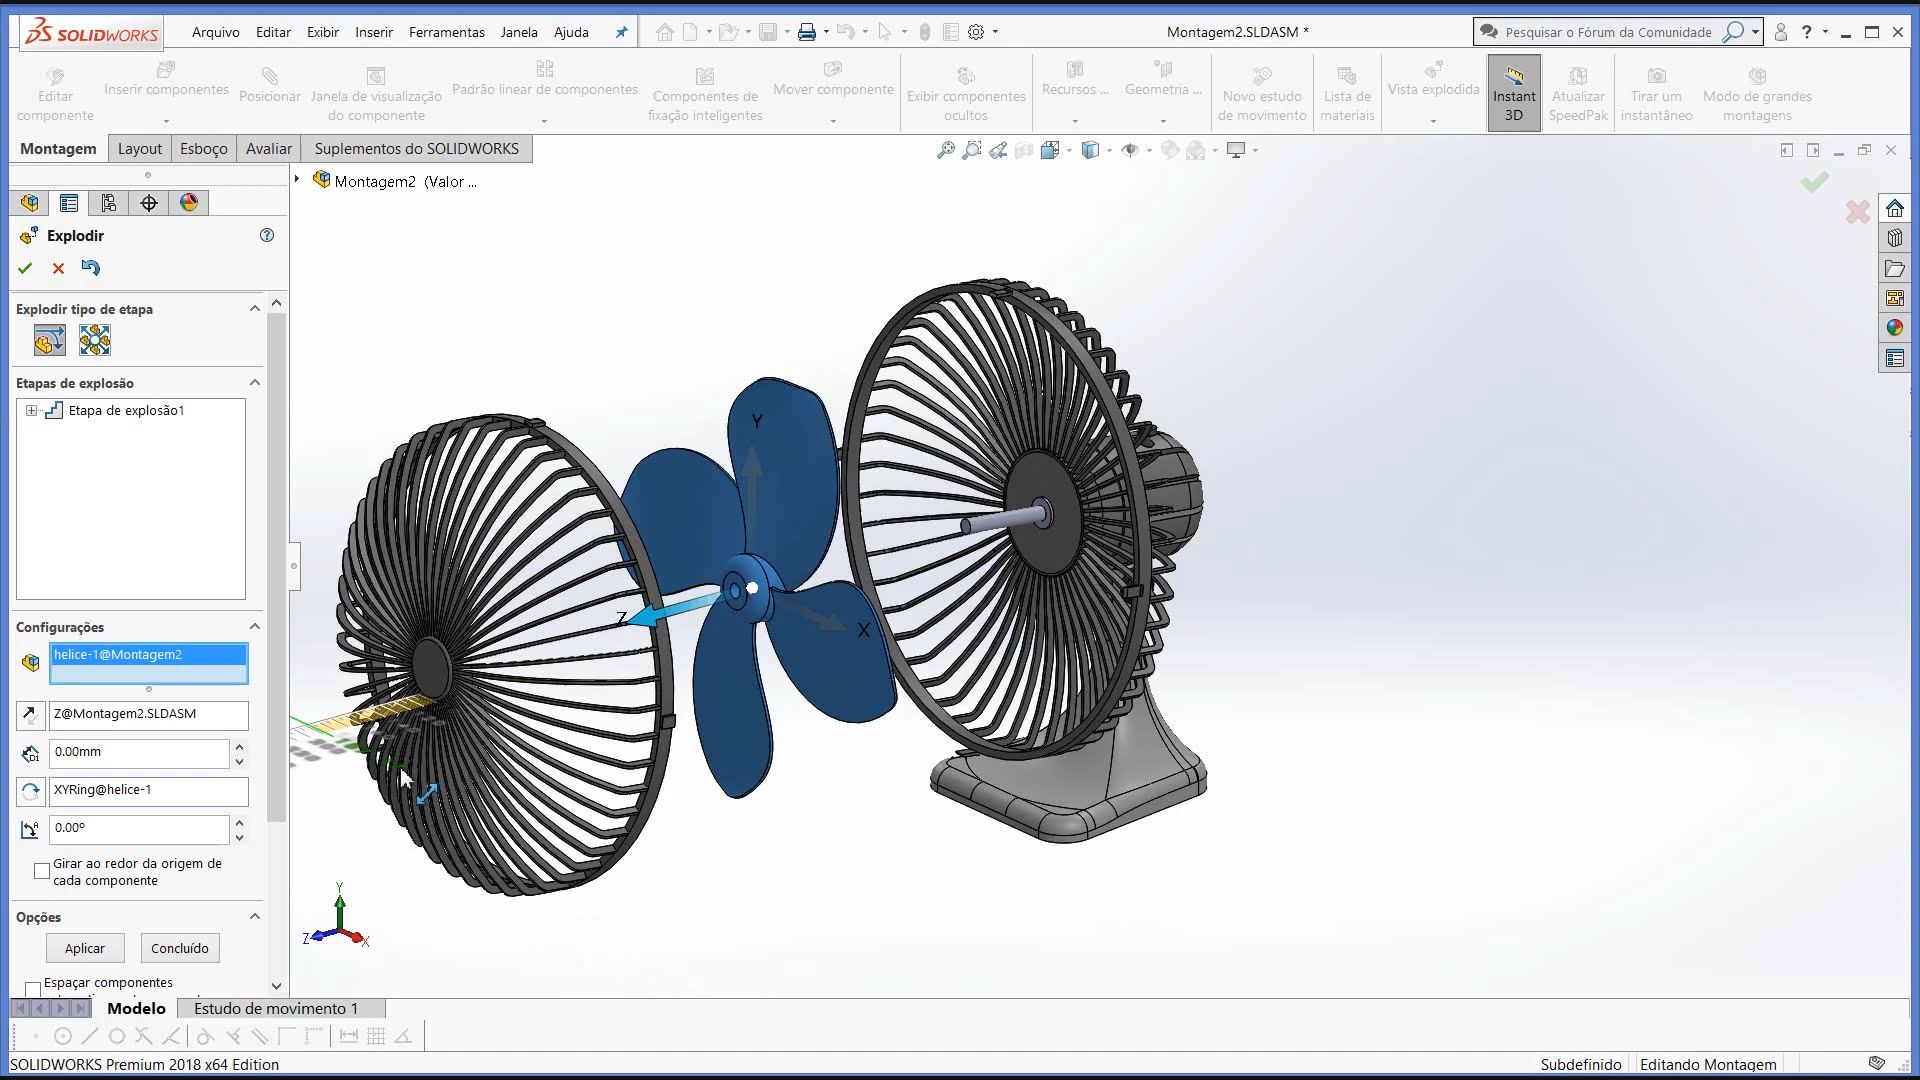 SOLIDWORKS
Arquivo Editar Exibir Inserir Ferramentas Janela Ajuda
Montagem2.SLDASM *
Pesquisar o Fórum da Comunidade
?
Editar componente
Inserir componentes
Posicionar
Janela de visualização do componente
Padrão linear de componentes
Componentes de fixação inteligentes
Mover componente
Exibir componentes ocultos
Recursos ...
Geometria ...
Novo estudo de movimento
Lista de materiais
Vista explodida
Instant 3D
Atualizar SpeedPak
Tirar um instantâneo
Modo de grandes montagens
Montagem Layout Esboço Avaliar Suplementos do SOLIDWORKS
Montagem2 (Valor ...
Explodir
Explodir tipo de etapa
Etapas de explosão
Etapa de explosão1
Configurações
helice-1@Montagem2
Z@Montagem2.SLDASM
0.00mm
XYRing@helice-1
0.00º
Girar ao redor da origem de
cada componente
Opções
Aplicar Concluído
Espaçar componentes
Y
Z
X
Y
Z
X
Modelo Estudo de movimento 1
SOLIDWORKS Premium 2018 x64 Edition
Subdefinido Editando Montagem